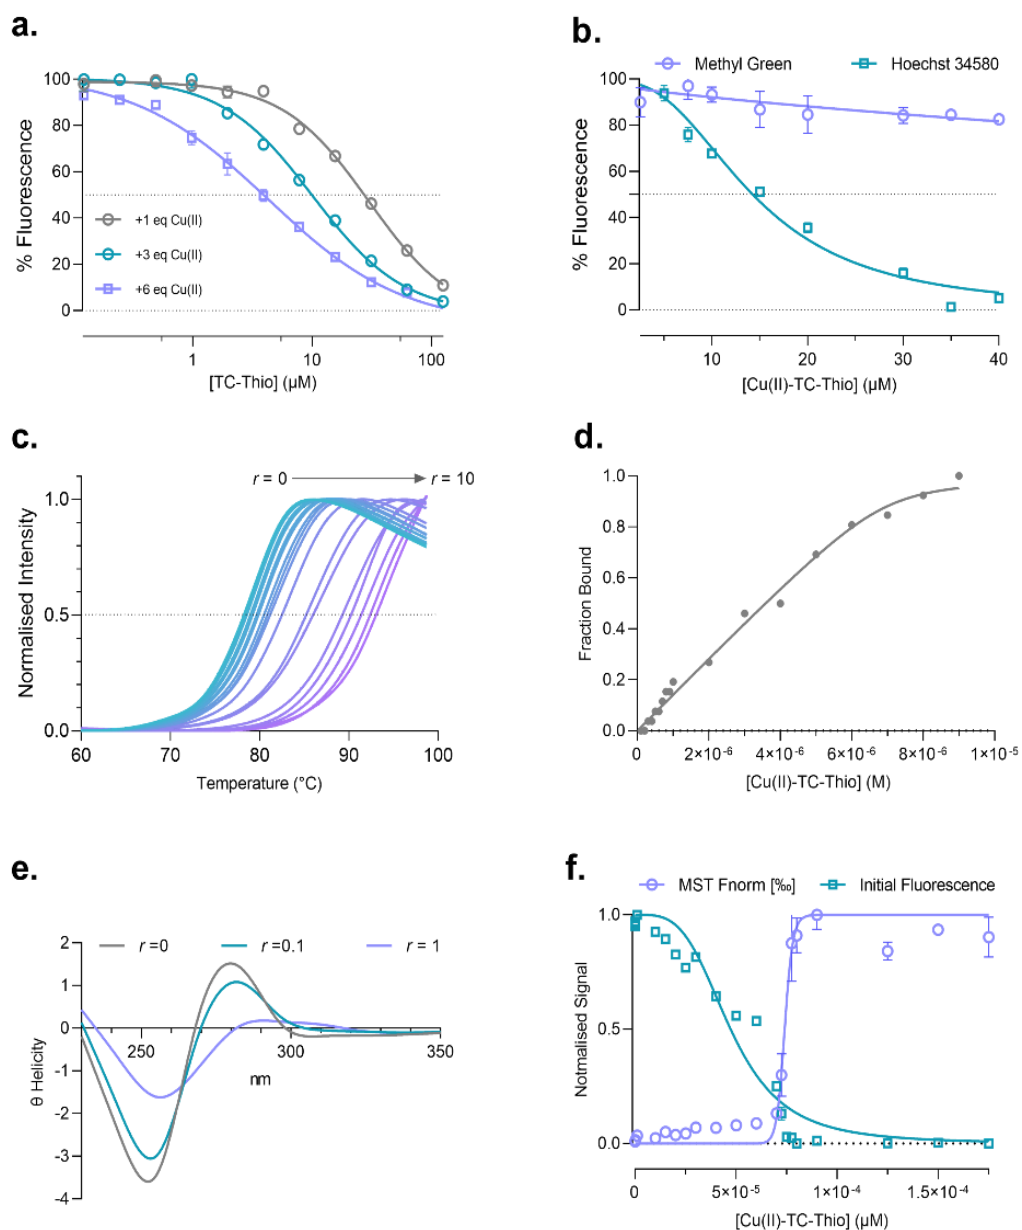 a.
100
80
60
40
20
0
% Fluorescence
+1 eq Cu(II)
+3 eq Cu(II)
+6 eq Cu(II)
1
10
100
[TC-Thio] (µM)
b.
Methyl Green
Hoechst 34580
100
80
60
40
20
0
% Fluorescence
10
20
30
40
[Cu(II)-TC-Thio] (µM)
c.
r = 0
r = 10
1.0
0.5
0.0
Normalised Intensity
60
70
80
90
100
Temperature (°C)
d.
1.0
0.8
0.6
0.4
0.2
0.0
Fraction Bound
0
2×10⁻⁶
4×10⁻⁶
6×10⁻⁶
8×10⁻⁶
1×10⁻⁵
[Cu(II)-TC-Thio] (M)
e.
r =0
r =0.1
r = 1
2
1
0
-1
-2
-3
-4
θ Helicity
250
300
350
nm
f.
MST Fnorm [‰]
Initial Fluorescence
1.0
0.5
0.0
Notmalised Signal
0
5×10⁻⁵
1×10⁻⁴
1.5×10⁻⁴
[Cu(II)-TC-Thio] (µM)